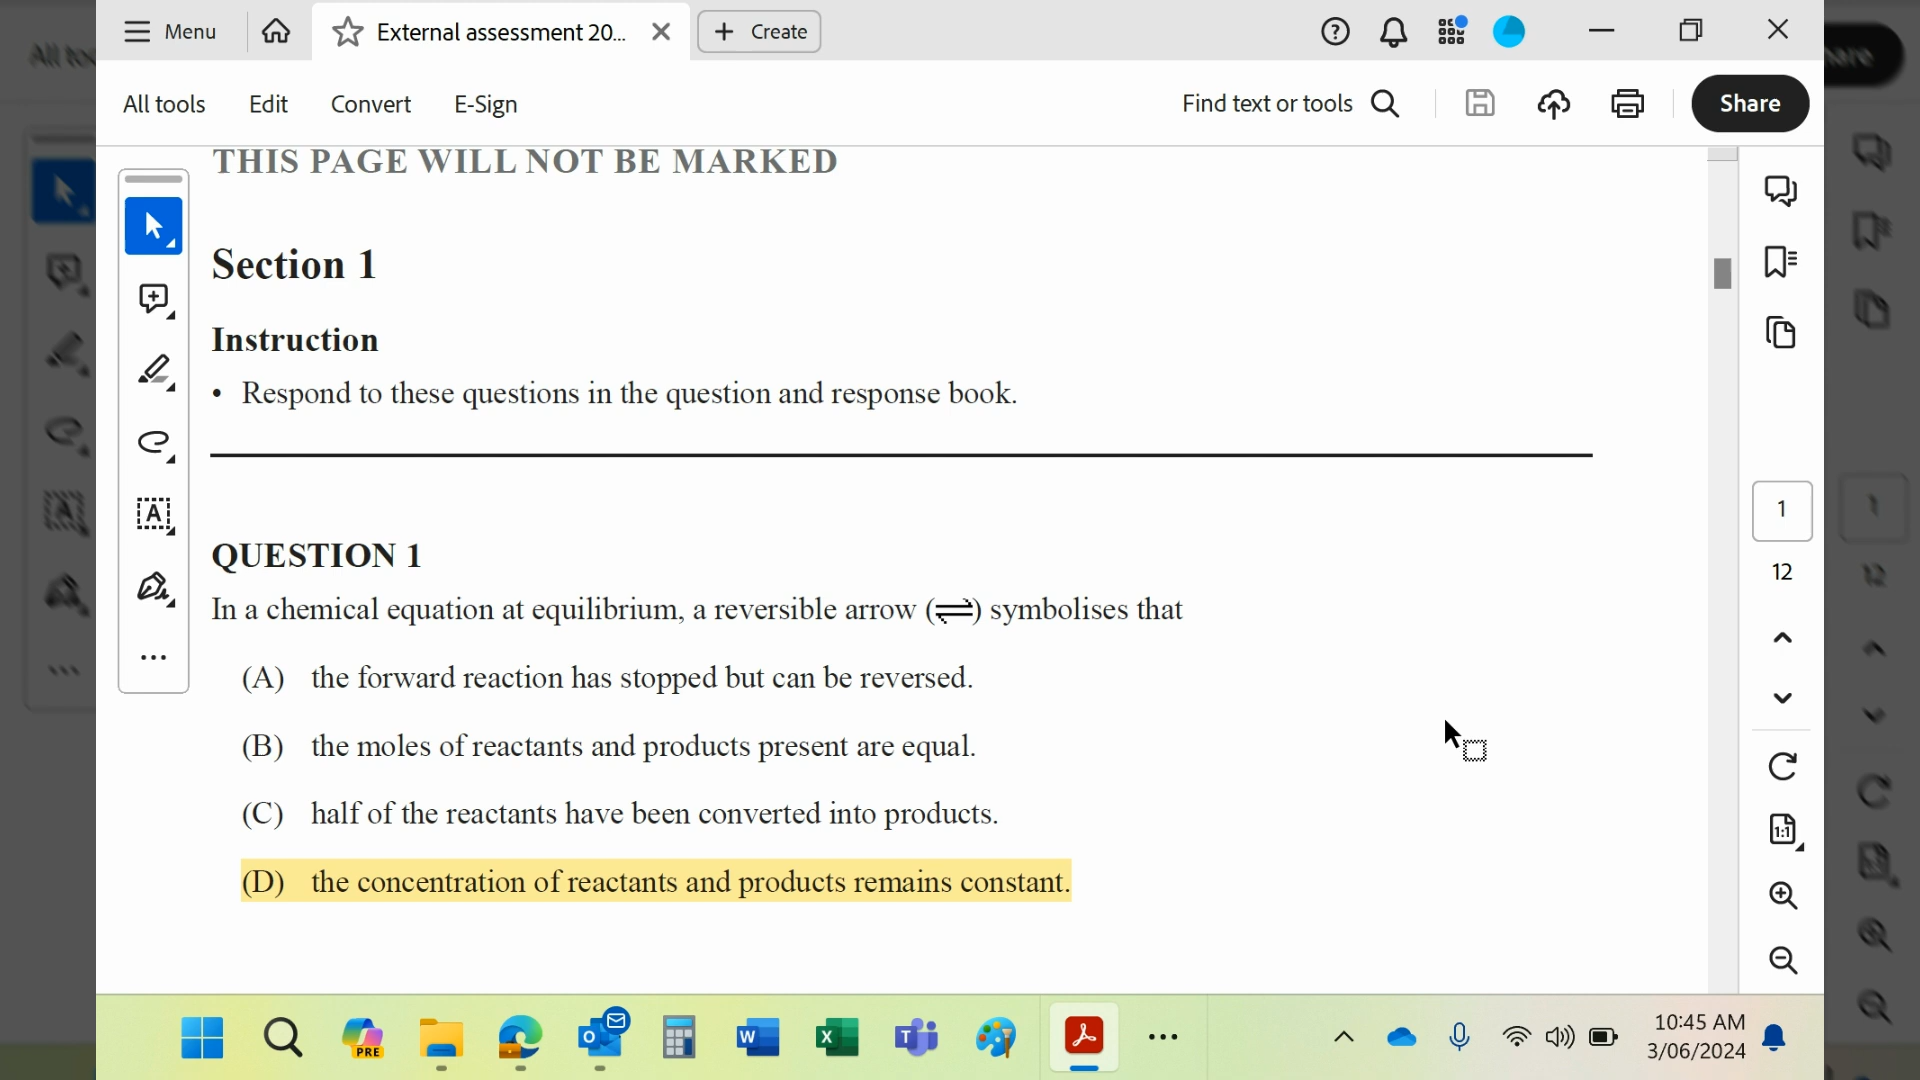 Menu
External assessment 20...
Create
All tools
Edit
Convert
E-Sign
Find text or tools
Share
THIS PAGE WILL NOT BE MARKED
Section 1
Instruction
• Respond to these questions in the question and response book.
QUESTION 1
In a chemical equation at equilibrium, a reversible arrow (⇌) symbolises that
(A) the forward reaction has stopped but can be reversed.
(B) the moles of reactants and products present are equal.
(C) half of the reactants have been converted into products.
(D) the concentration of reactants and products remains constant.
1
12
1:1
PRE
10:45 AM
3/06/2024